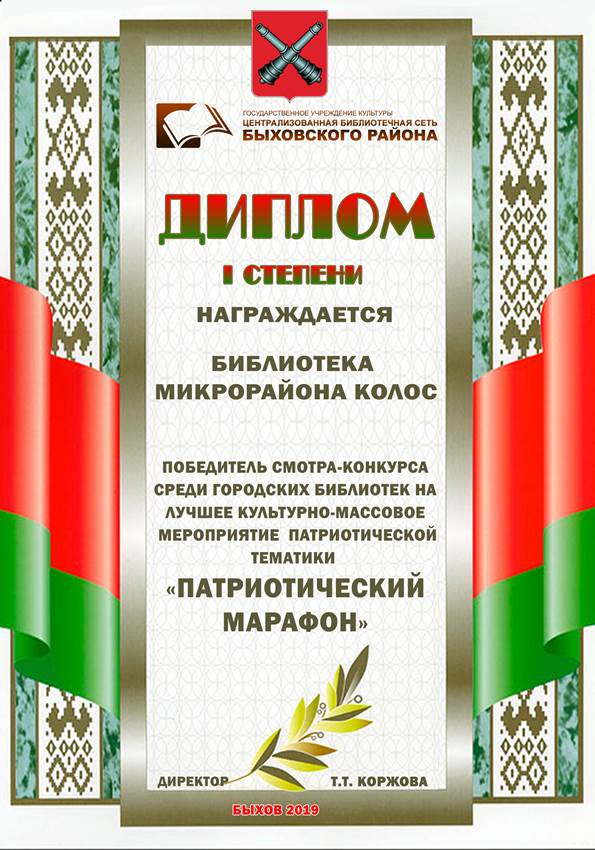 ГОСУДАРСТВЕННОЕ УЧРЕЖДЕНИЕ КУЛЬТУРЫ
ЦЕНТРАЛИЗОВАННАЯ БИБЛИОТЕЧНАЯ СЕТЬ
БЫХОВСКОГО РАЙОНА
ДИПЛОМ
I СТЕПЕНИ
НАГРАЖДАЕТСЯ
БИБЛИОТЕКА
МИКРОРАЙОНА КОЛОС
ПОБЕДИТЕЛЬ СМОТРА-КОНКУРСА
СРЕДИ ГОРОДСКИХ БИБЛИОТЕК НА
ЛУЧШЕЕ КУЛЬТУРНО-МАССОВОЕ
МЕРОПРИЯТИЕ ПАТРИОТИЧЕСКОЙ
ТЕМАТИКИ
«ПАТРИОТИЧЕСКИЙ
МАРАФОН»
ДИРЕКТОР Т.Т. КОРЖОВА
БЫХОВ 2019